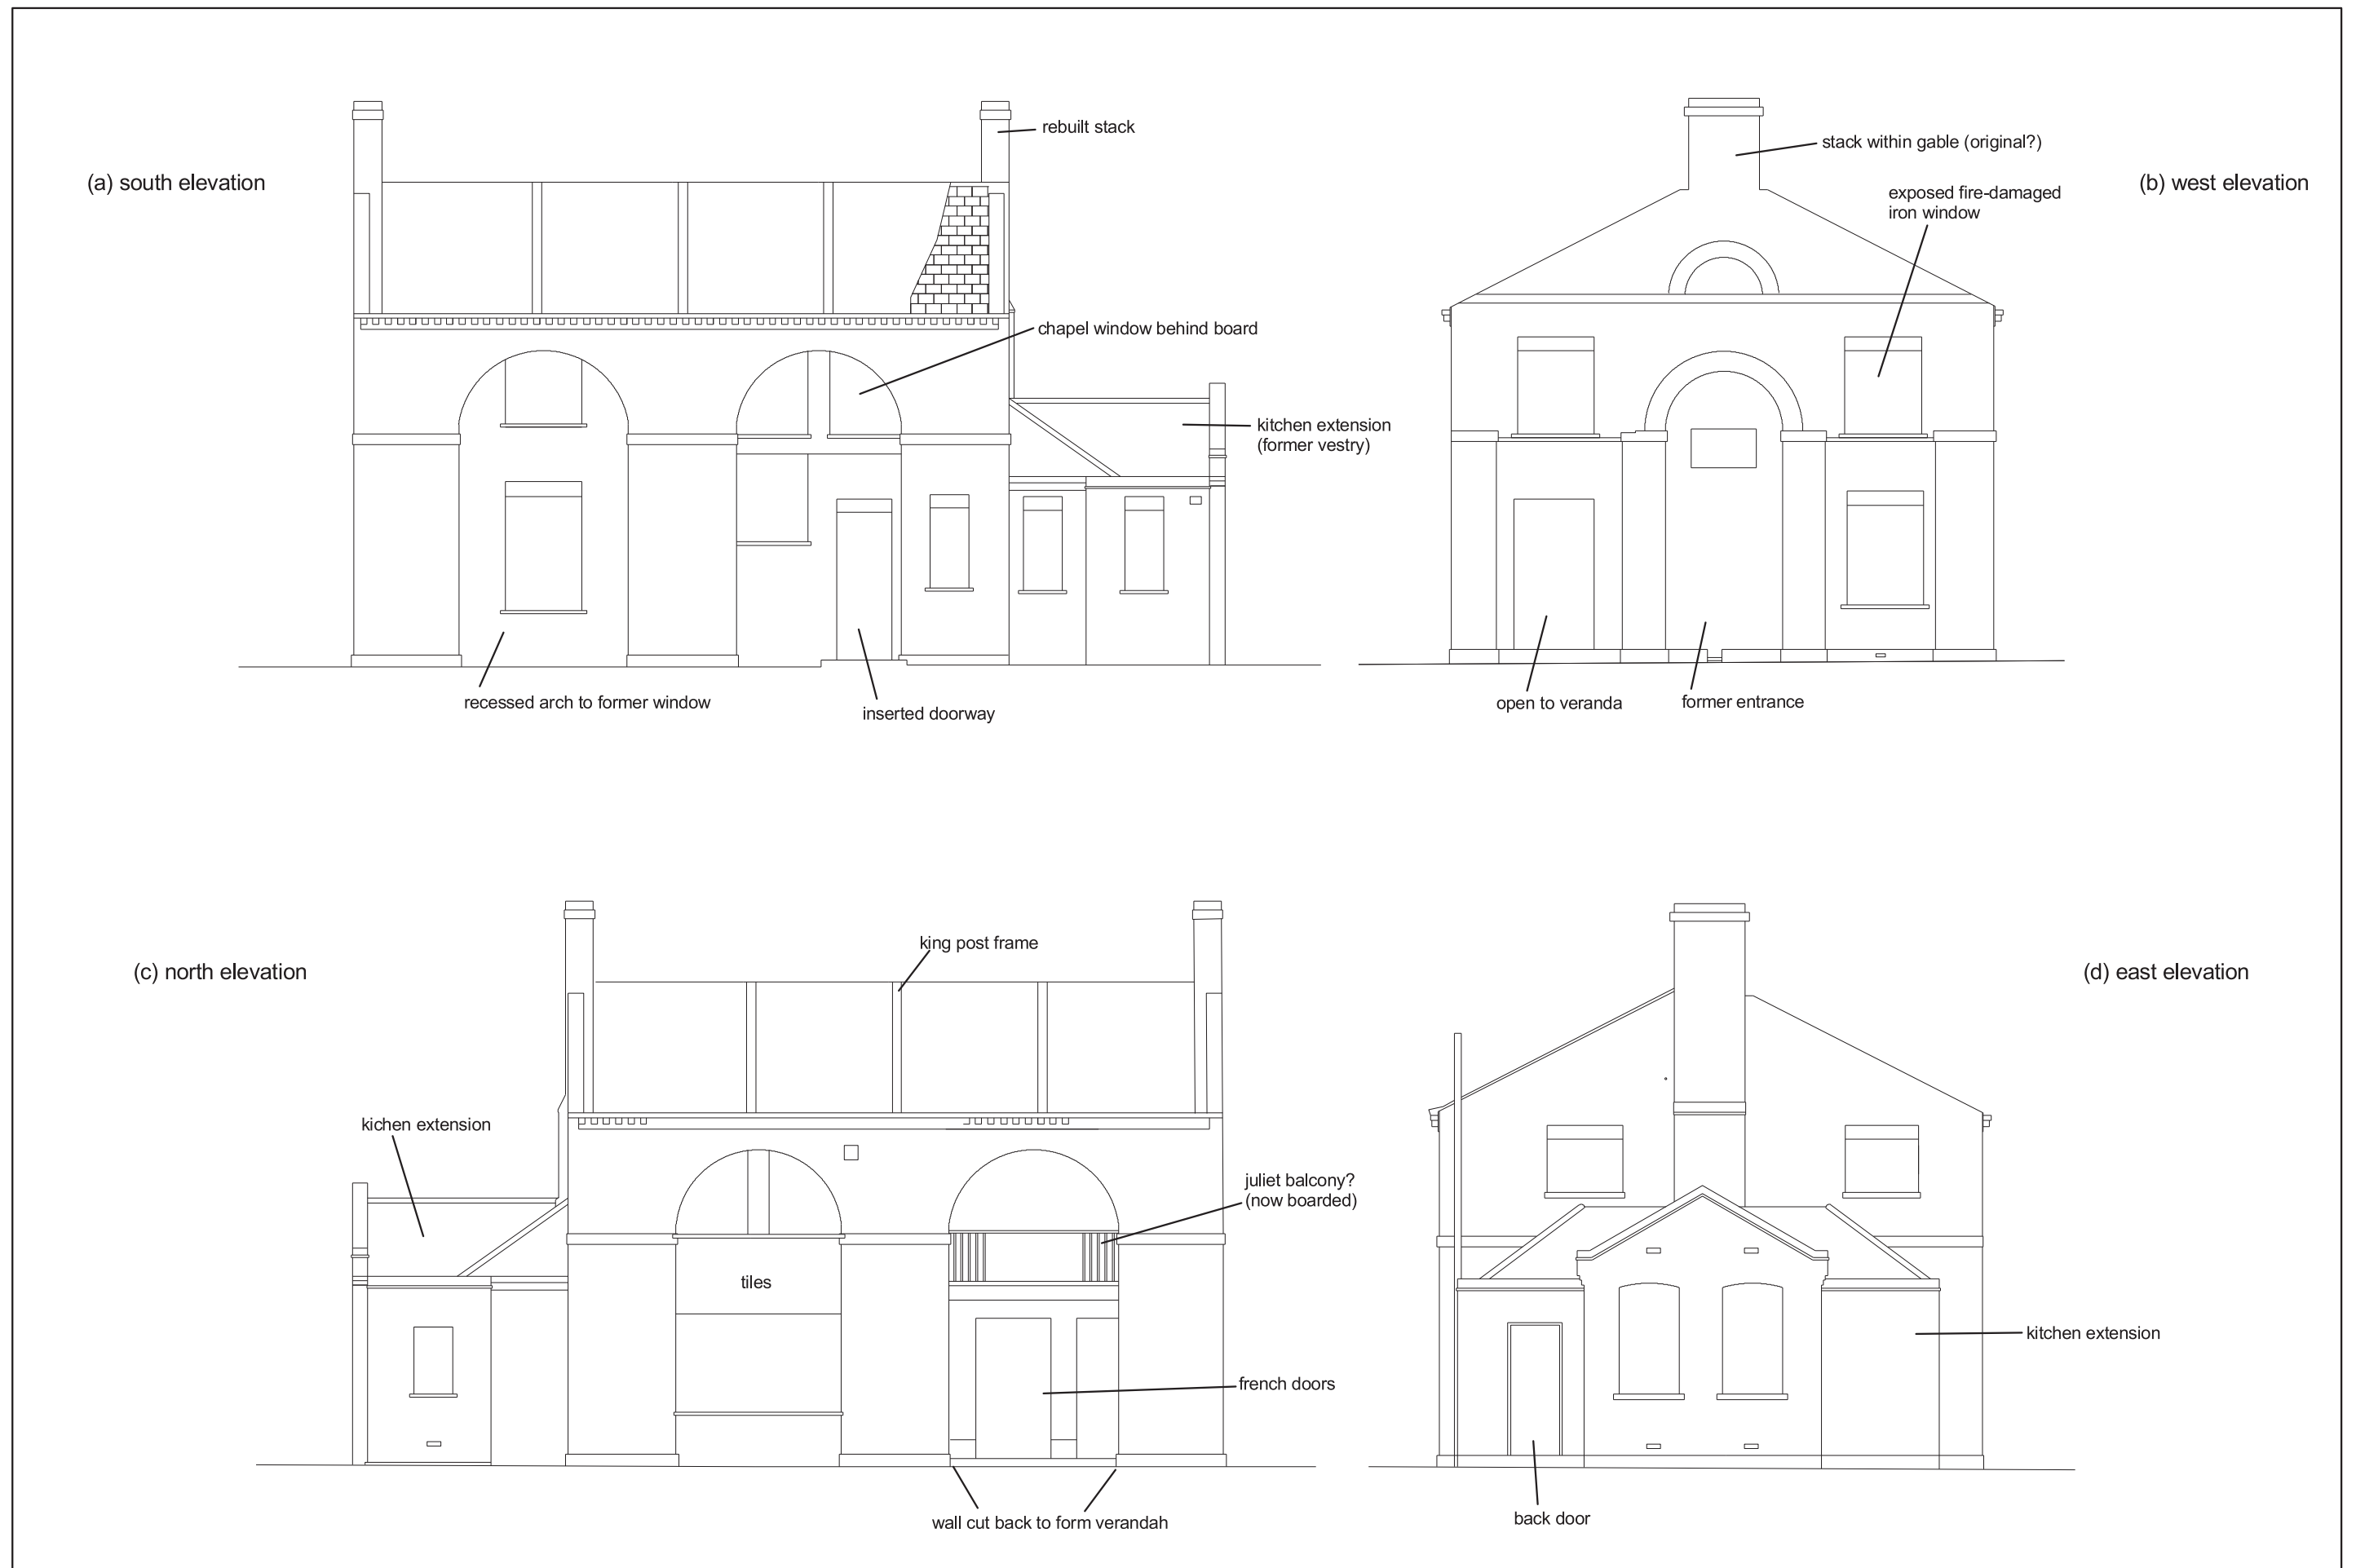 (a) south elevation
rebuilt stack
chapel window behind board
kitchen extension
(former vestry)
recessed arch to former window
inserted doorway
(b) west elevation
stack within gable (original?)
exposed fire-damaged
iron window
open to veranda
former entrance
(c) north elevation
king post frame
kichen extension
juliet balcony?
(now boarded)
tiles
french doors
wall cut back to form verandah
(d) east elevation
kitchen extension
back door